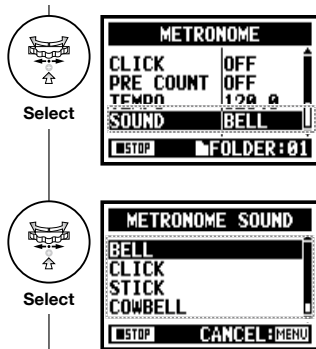 METRONOME
CLICK OFF
PRE COUNT OFF
TEMPO 120.0
SOUND BELL
STOP FOLDER:01
Select
METRONOME SOUND
BELL
CLICK
STICK
COWBELL
STOP CANCEL:MENU
Select